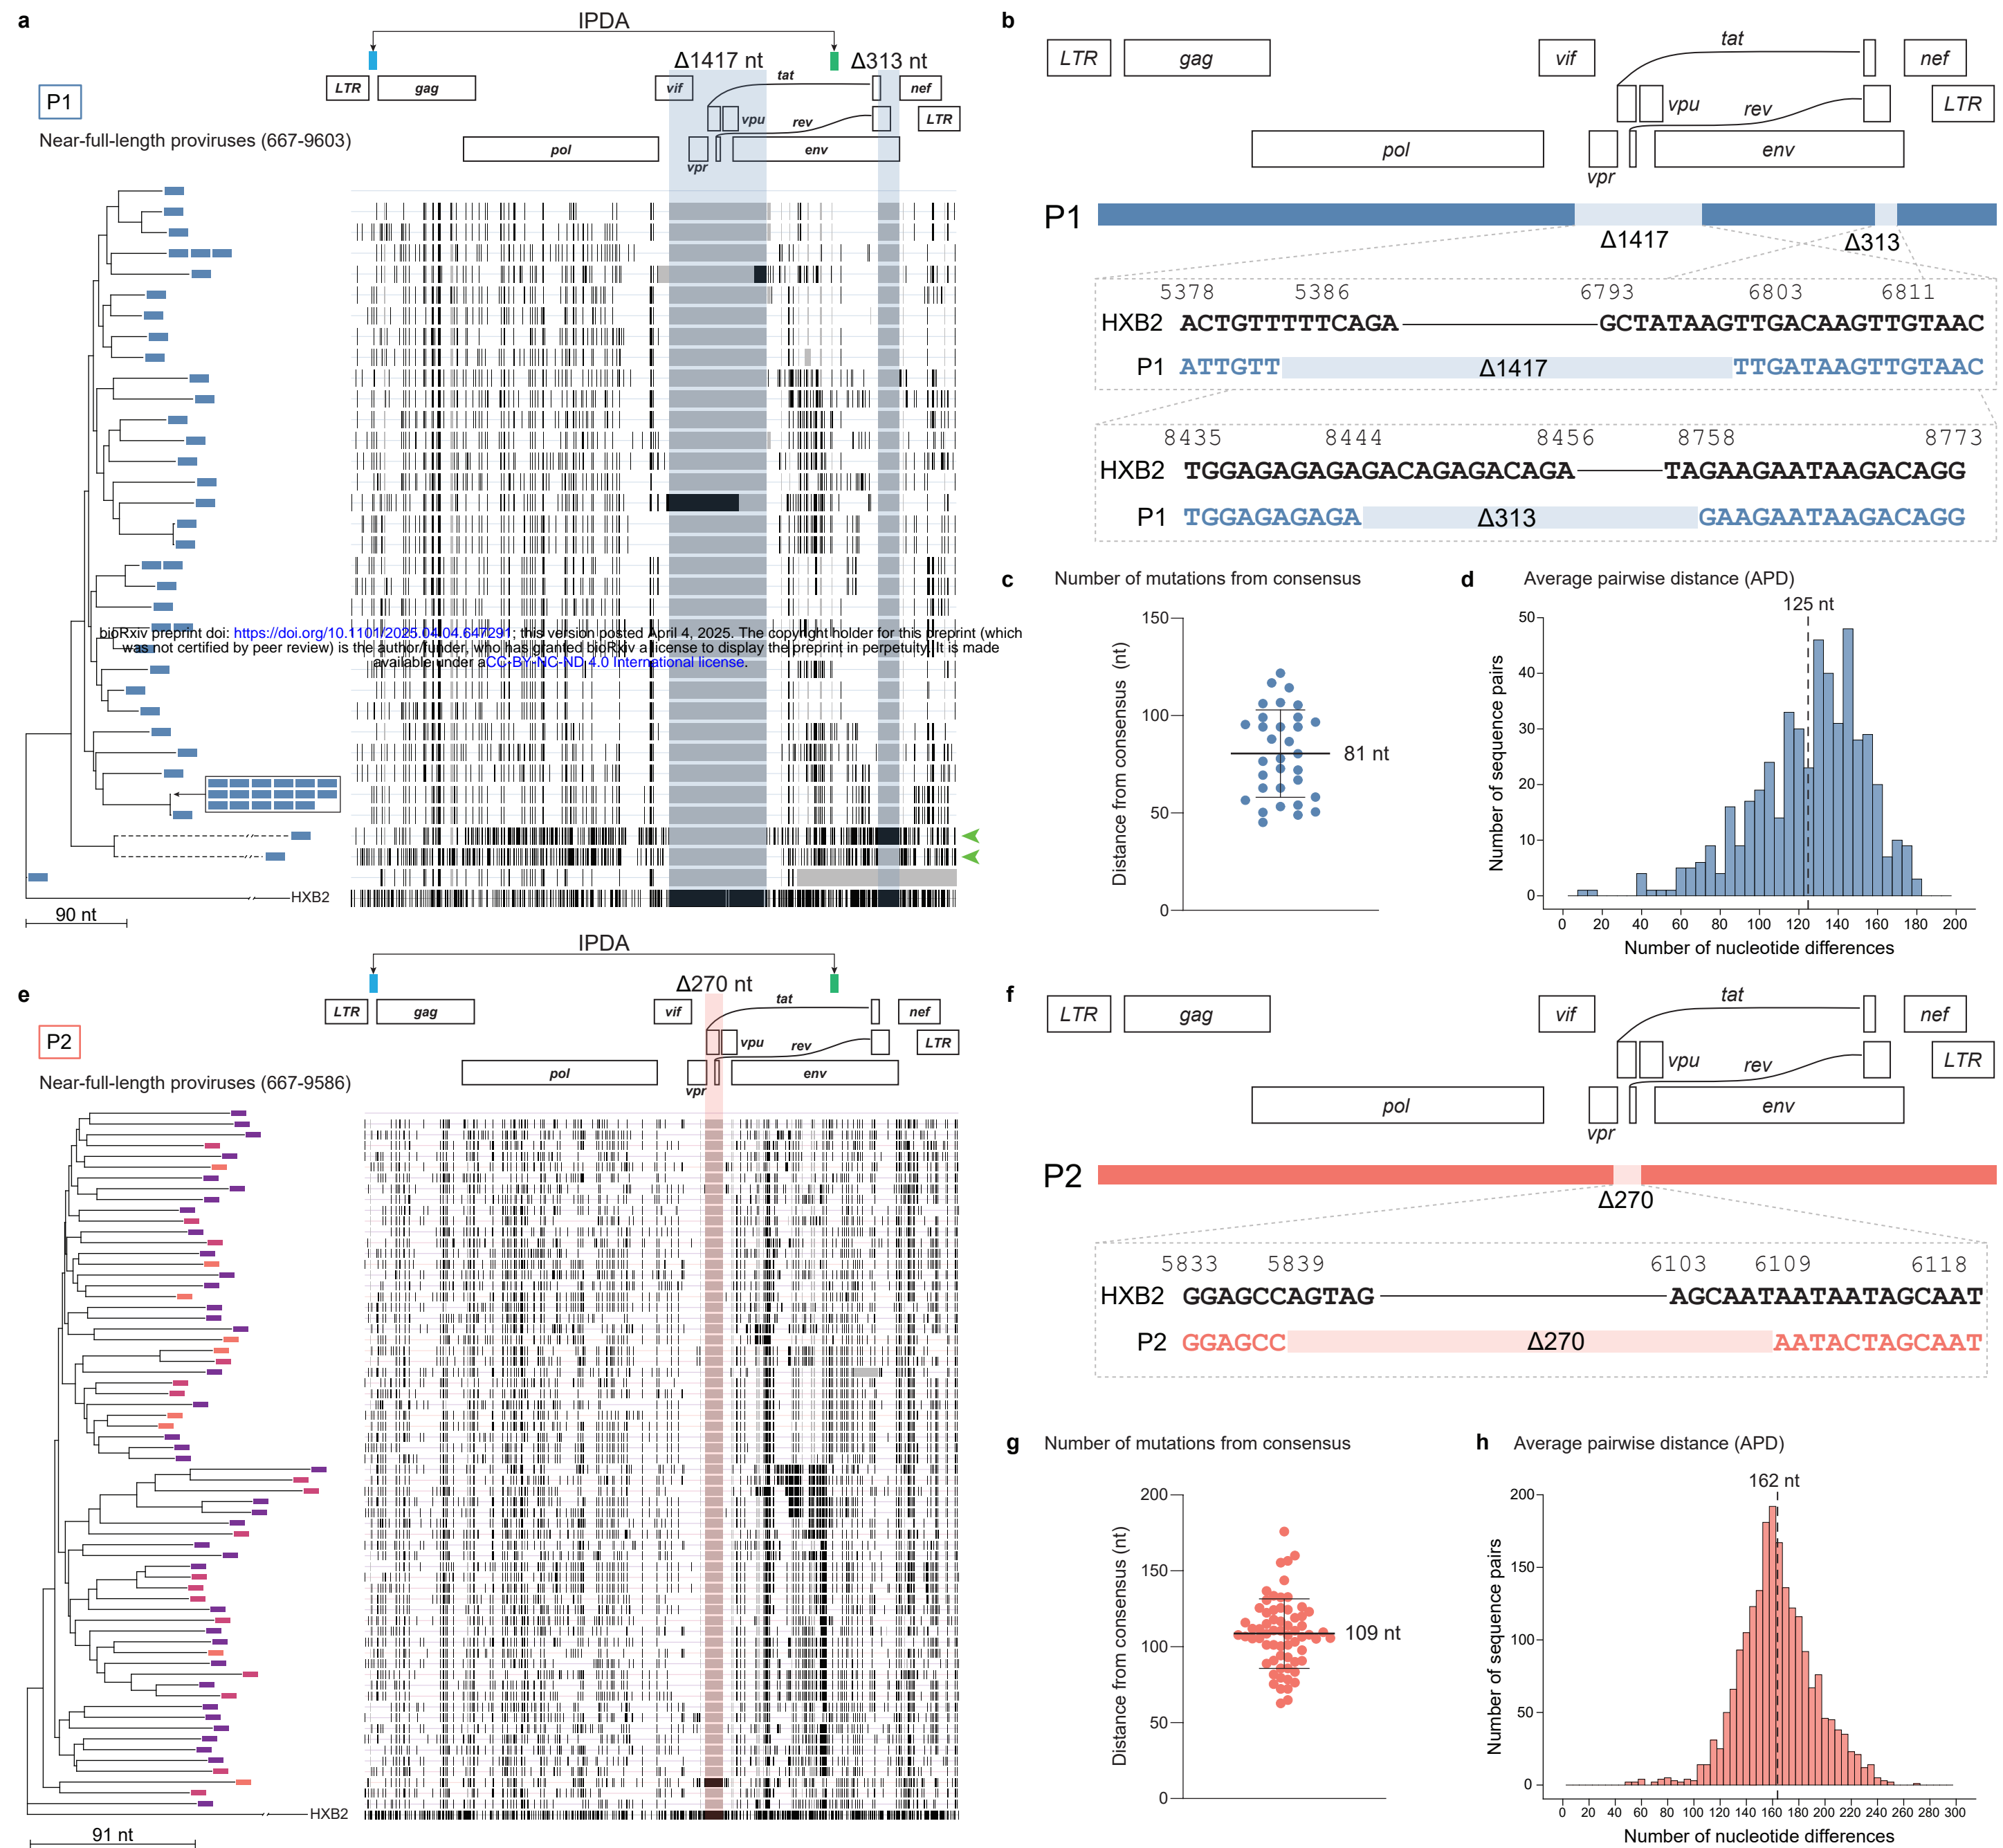 a
IPDA
Δ1417 nt
Δ313 nt
P1
LTR
gag
vif
tat
nef
vpu
rev
LTR
Near-full-length proviruses (667-9603)
pol
env
vpr
bioRxiv preprint doi: https://doi.org/10.1101/2025.04.04.647291; this version posted April 4, 2025. The copyright holder for this preprint (which
was not certified by peer review) is the author/funder, who has granted bioRxiv a license to display the preprint in perpetuity. It is made
available under aCC-BY-NC-ND 4.0 International license.
HXB2
90 nt
b
LTR
gag
vif
tat
nef
vpu
rev
LTR
pol
env
vpr
P1
Δ1417
Δ313
5378 5386 6793 6803 6811
HXB2 ACTGTTTTTCAGA GCTATAAGTTGACAAGTTGTAAC
P1 ATTGTT Δ1417 TTGATAAGTTGTAAC
8435 8444 8456 8758 8773
HXB2 TGGAGAGAGAGACAGAGACAGA TAGAAGAATAAGACAGG
P1 TGGAGAGAGA Δ313 GAAGAATAAGACAGG
c
Number of mutations from consensus
Distance from consensus (nt)
150
100
50
0
81 nt
d
Average pairwise distance (APD)
125 nt
Number of sequence pairs
50
40
30
20
10
0
0 20 40 60 80 100 120 140 160 180 200
Number of nucleotide differences
e
IPDA
Δ270 nt
P2
LTR
gag
vif
tat
nef
vpu
rev
LTR
Near-full-length proviruses (667-9586)
pol
env
vpr
HXB2
91 nt
f
LTR
gag
vif
tat
nef
vpu
rev
LTR
pol
env
vpr
P2
Δ270
5833 5839 6103 6109 6118
HXB2 GGAGCCAGTAG AGCAATAATAATAGCAAT
P2 GGAGCC Δ270 AATACTAGCAAT
g
Number of mutations from consensus
Distance from consensus (nt)
200
150
100
50
0
109 nt
h
Average pairwise distance (APD)
162 nt
Number of sequence pairs
200
150
100
50
0
0 20 40 60 80 100 120 140 160 180 200 220 240 260 280 300
Number of nucleotide differences